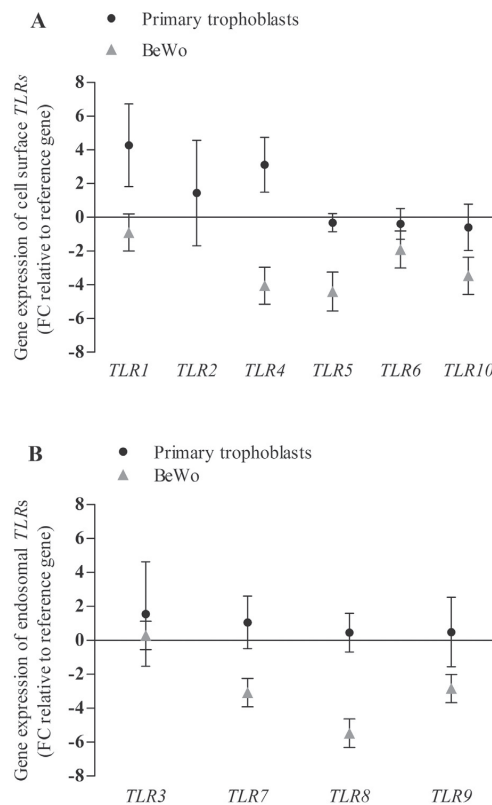 A
Primary trophoblasts
BeWo
Gene expression of cell surface TLRs
(FC relative to reference gene)
8
6
4
2
0
-2
-4
-6
-8
TLR1 TLR2 TLR4 TLR5 TLR6 TLR10
B
Primary trophoblasts
BeWo
Gene expression of endosomal TLRs
(FC relative to reference gene)
8
6
4
2
0
-2
-4
-6
-8
TLR3 TLR7 TLR8 TLR9